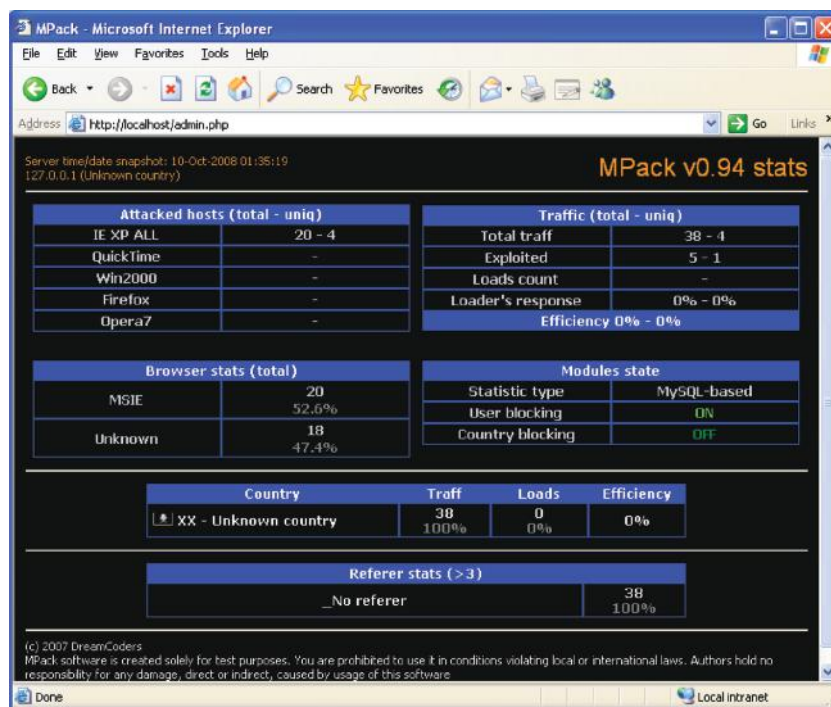 MPack - Microsoft Internet Explorer
File Edit View Favorites Tools Help
Back Search Favorites
Address http://localhost/admin.php Go Links
Server time/date snapshot: 10-Oct-2008 01:35:19
127.0.0.1 (Unknown country)
MPack v0.94 stats
Attacked hosts (total - uniq)
IE XP ALL 20 - 4
QuickTime -
Win2000 -
Firefox -
Opera7 -
Traffic (total - uniq)
Total traff 38 - 4
Exploited 5 - 1
Loads count -
Loader's response 0% - 0%
Efficiency 0% - 0%
Browser stats (total)
MSIE 20
52.6%
Unknown 18
47.4%
Modules state
Statistic type MySQL-based
User blocking ON
Country blocking OFF
Country Traff Loads Efficiency
XX - Unknown country 38 0 0%
100% 0%
Referer stats (>3)
_No referer 38
100%
(c) 2007 DreamCoders
MPack software is created solely for test purposes. You are prohibited to use it in conditions violating local or international laws. Authors hold no
responsibility for any damage, direct or indirect, caused by usage of this software
Done Local intranet